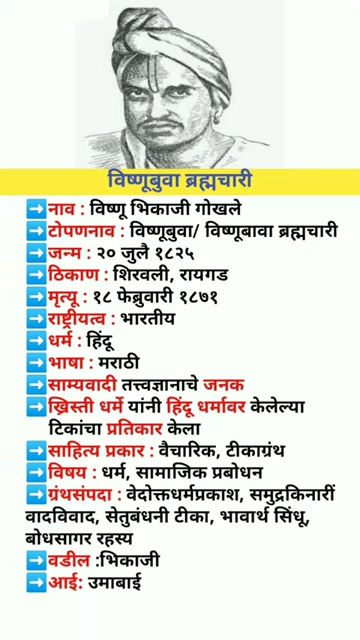 विष्णूबुवा ब्रह्मचारी
➡️नाव : विष्णू भिकाजी गोखले
➡️टोपणनाव : विष्णूबुवा/ विष्णूबावा ब्रह्मचारी
➡️जन्म : २० जुलै १८२५
➡️ठिकाण : शिरवली, रायगड
➡️मृत्यू : १८ फेब्रुवारी १८७१
➡️राष्ट्रीयत्व : भारतीय
➡️धर्म : हिंदू
➡️भाषा : मराठी
➡️साम्यवादी तत्त्वज्ञानाचे जनक
➡️ख्रिस्ती धर्मे यांनी हिंदू धर्मावर केलेल्या
टिकांचा प्रतिकार केला
➡️साहित्य प्रकार : वैचारिक, टीकाग्रंथ
➡️विषय : धर्म, सामाजिक प्रबोधन
➡️ग्रंथसंपदा : वेदोक्तधर्मप्रकाश, समुद्रकिनारीं
वादविवाद, सेतुबंधनी टीका, भावार्थ सिंधू,
बोधसागर रहस्य
➡️वडील :भिकाजी
➡️आई: उमाबाई